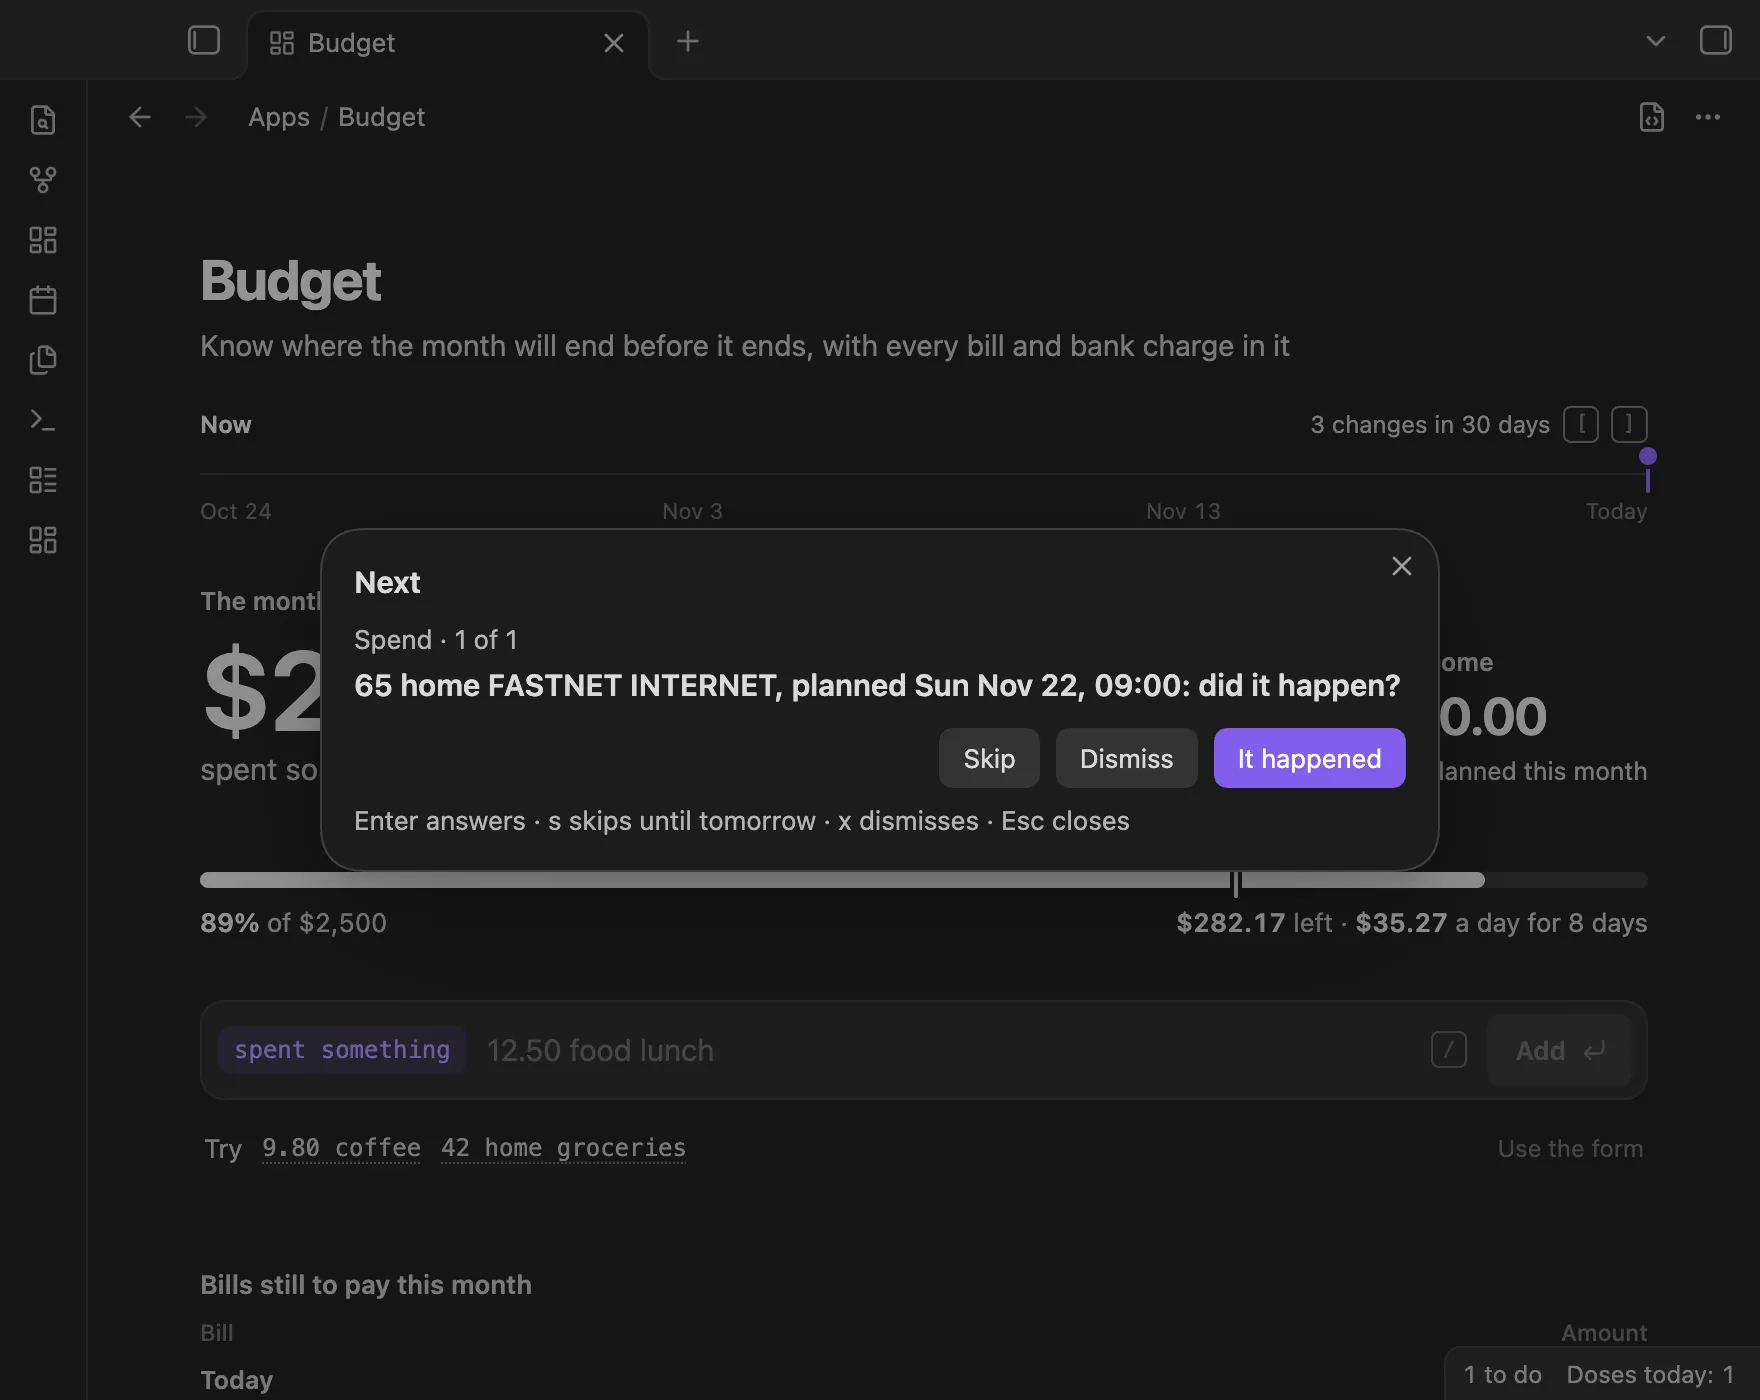 Budget
Apps / Budget
Budget
Know where the month will end before it ends, with every bill and bank charge in it
Now
3 changes in 30 days [ ]
Oct 24 Nov 3 Nov 13 Today
Next
Spend · 1 of 1
65 home FASTNET INTERNET, planned Sun Nov 22, 09:00: did it happen?
Skip Dismiss It happened
Enter answers · s skips until tomorrow · x dismisses · Esc closes
The
$2
spent
0.00
this month
89% of $2,500
$282.17 left · $35.27 a day for 8 days
spent something 12.50 food lunch / Add
Try 9.80 coffee 42 home groceries
Use the form
Bills still to pay this month
Bill Amount
Today
1 to do Doses today: 1